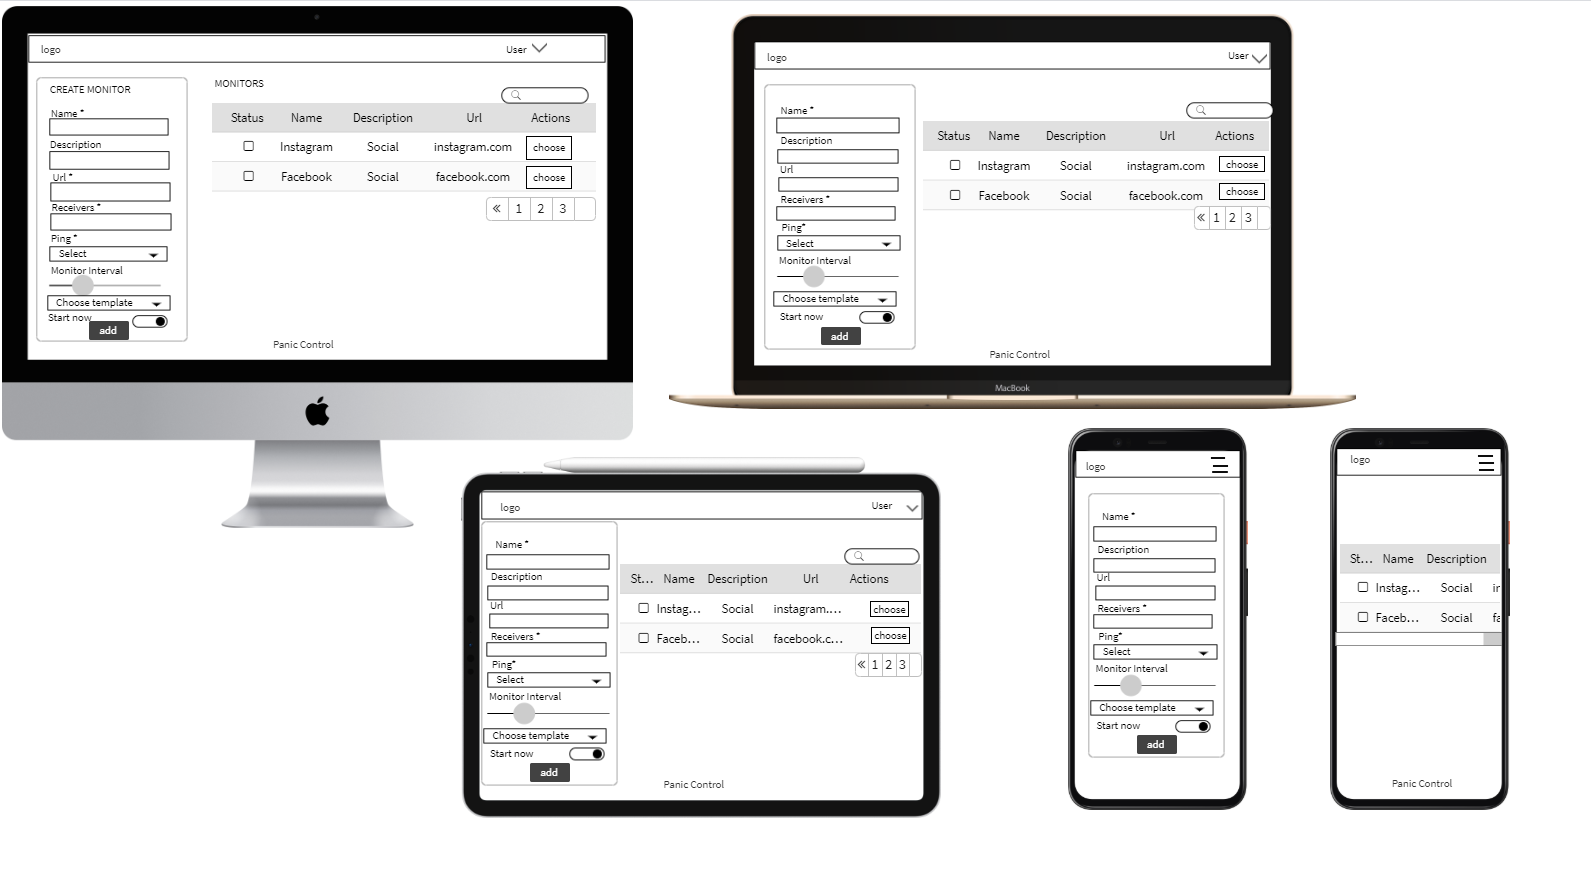 logo
User
CREATE MONITOR
Name *
Description
Url *
Receivers *
Ping *
Select
Monitor Interval
Choose template
Start now
add
MONITORS
Status Name Description Url Actions
Instagram Social instagram.com choose
Facebook Social facebook.com choose
« 1 2 3
Panic Control
logo
User
Name *
Description
Url
Receivers *
Ping*
Select
Monitor Interval
Choose template
Start now
add
Status Name Description Url Actions
Instagram Social instagram.com choose
Facebook Social facebook.com choose
« 1 2 3
Panic Control
MacBook
logo
User
Name *
Description
Url
Receivers *
Ping*
Select
Monitor Interval
Choose template
Start now
add
St... Name Description Url Actions
Instag... Social instagram.... choose
Faceb... Social facebook.c... choose
« 1 2 3
Panic Control
logo
Name *
Description
Url
Receivers *
Ping*
Select
Monitor Interval
Choose template
Start now
add
logo
St... Name Description
Instag... Social in
Faceb... Social fa
Panic Control